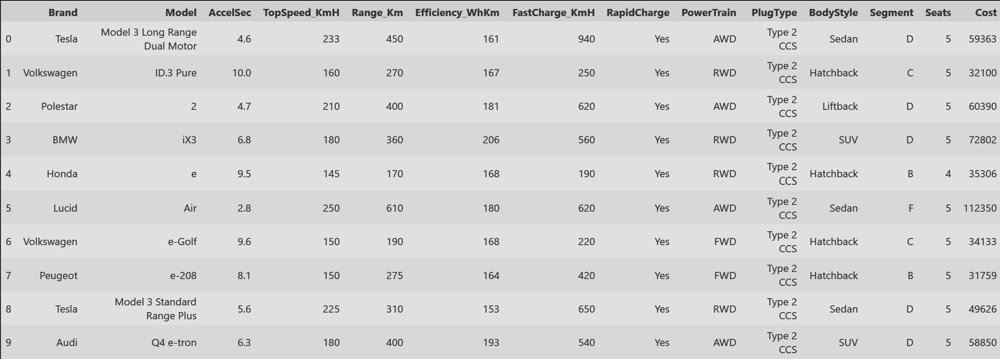 Brand Model AccelSec TopSpeed_KmH Range_Km Efficiency_WhKm FastCharge_KmH RapidCharge PowerTrain PlugType BodyStyle Segment Seats Cost
0 Tesla Model 3 Long Range Dual Motor 4.6 233 450 161 940 Yes AWD Type 2 CCS Sedan D 5 59363
1 Volkswagen ID.3 Pure 10.0 160 270 167 250 Yes RWD Type 2 CCS Hatchback C 5 32100
2 Polestar 2 4.7 210 400 181 620 Yes AWD Type 2 CCS Liftback D 5 60390
3 BMW iX3 6.8 180 360 206 560 Yes RWD Type 2 CCS SUV D 5 72802
4 Honda e 9.5 145 170 168 190 Yes RWD Type 2 CCS Hatchback B 4 35306
5 Lucid Air 2.8 250 610 180 620 Yes AWD Type 2 CCS Sedan F 5 112350
6 Volkswagen e-Golf 9.6 150 190 168 220 Yes FWD Type 2 CCS Hatchback C 5 34133
7 Peugeot e-208 8.1 150 275 164 420 Yes FWD Type 2 CCS Hatchback B 5 31759
8 Tesla Model 3 Standard Range Plus 5.6 225 310 153 650 Yes RWD Type 2 CCS Sedan D 5 49626
9 Audi Q4 e-tron 6.3 180 400 193 540 Yes AWD Type 2 CCS SUV D 5 58850